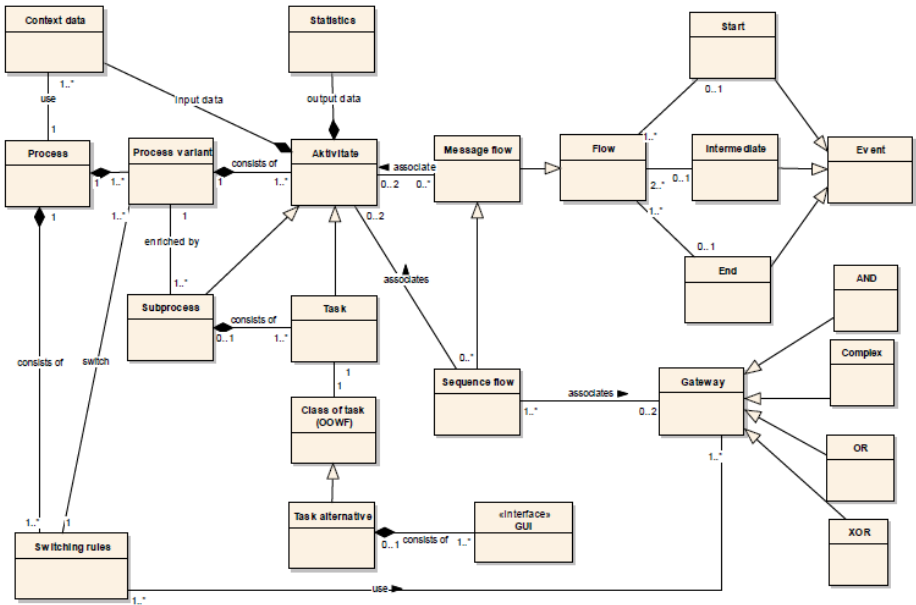 Context data
Statistics
Start
1..*
use
Input data
output data
0..1
1
1..*
Process
Process variant
consists of
Aktivitate
associate
Message flow
Flow
Intermediate
Event
1
1..*
1
1..*
0..2
0..*
2..*
0..1
1
1..*
1
0..2
1..*
enriched by
0..1
1..*
associates
End
AND
Subprocess
consists of
Task
0..1
1..*
Complex
consists of
switch
1
0..*
1
Sequence flow
associates
Gateway
1..*
0..2
Class of task
(OOWF)
1..*
OR
Task alternative
«interface»
GUI
1..*
1
0..1
consists of
1..*
XOR
Switching rules
use
1..*